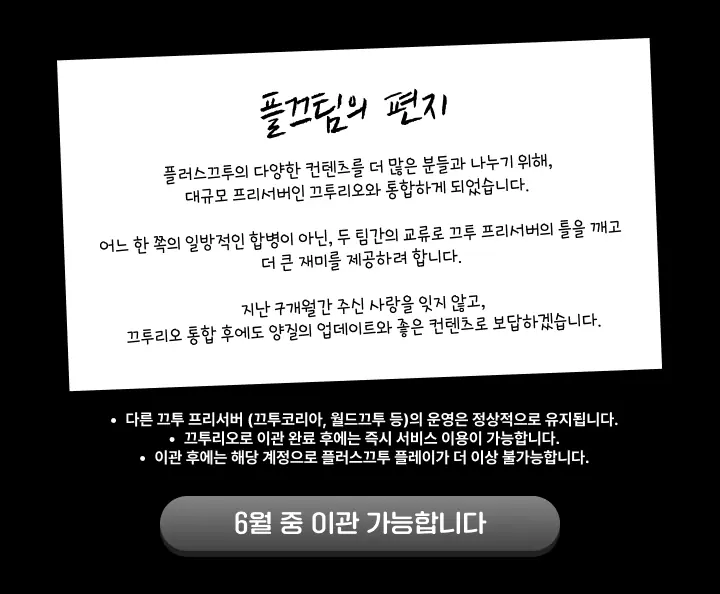 플끄팀의 편지
플러스끄투의 다양한 컨텐츠를 더 많은 분들과 나누기 위해,
대규모 프리서버인 끄투리오와 통합하게 되었습니다.
어느 한 쪽의 일방적인 합병이 아닌, 두 팀간의 교류로 끄투 프리서버의 틀을 깨고
더 큰 재미를 제공하려 합니다.
지난 9개월간 주신 사랑을 잊지 않고,
끄투리오 통합 후에도 양질의 업데이트와 좋은 컨텐츠로 보답하겠습니다.
• 다른 끄투 프리서버 (끄투코리아, 월드끄투 등)의 운영은 정상적으로 유지됩니다.
• 끄투리오로 이관 완료 후에는 즉시 서비스 이용이 가능합니다.
• 이관 후에는 해당 계정으로 플러스끄투 플레이가 더 이상 불가능합니다.
6월 중 이관 가능합니다